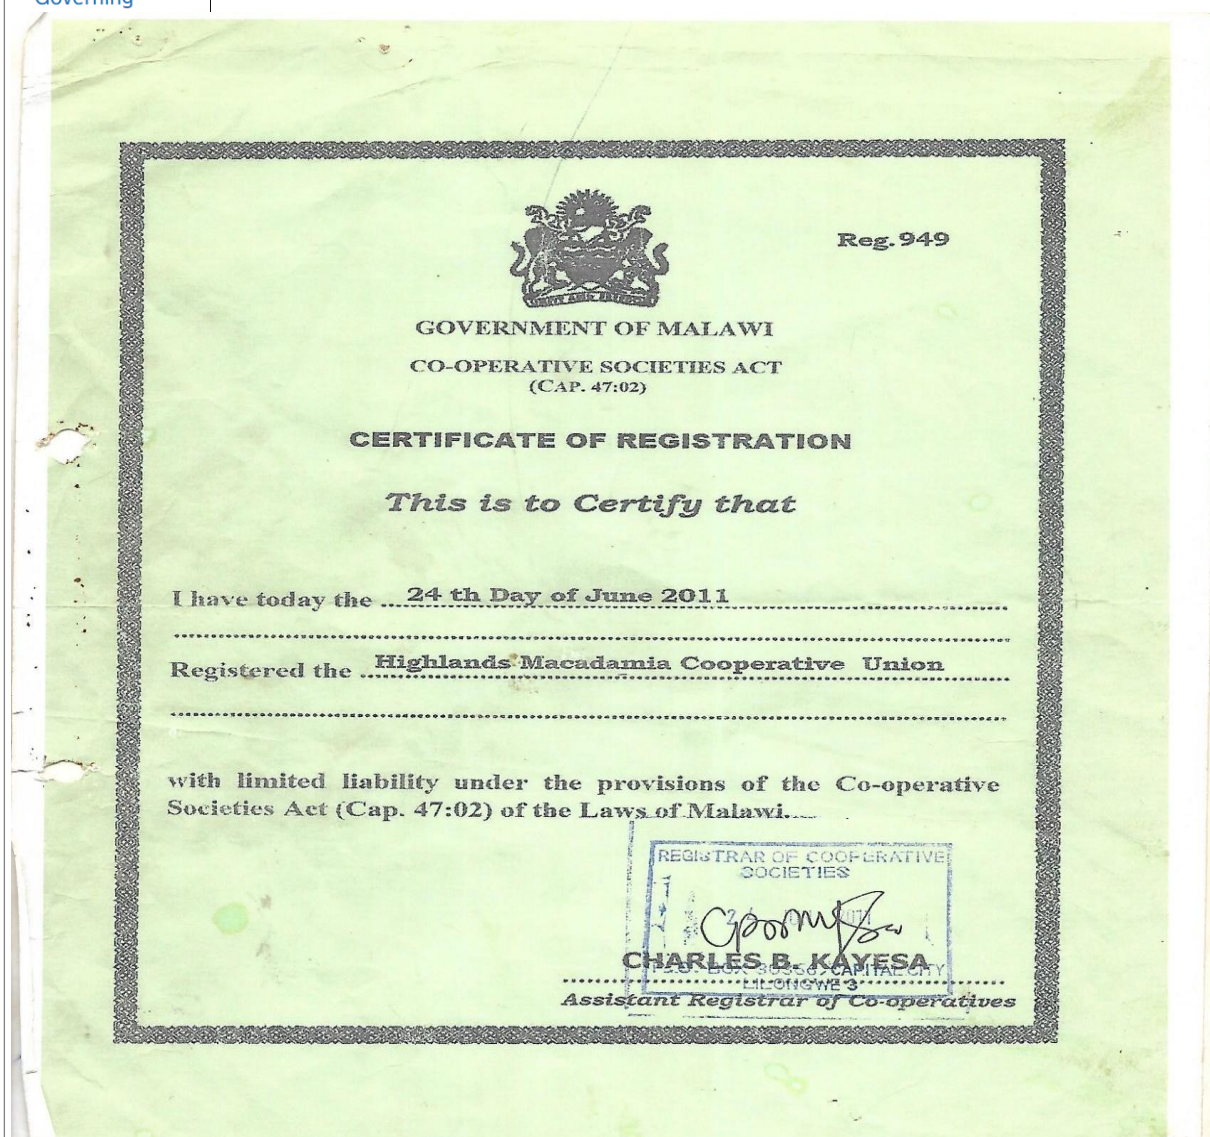 Governing
Reg. 949
GOVERNMENT OF MALAWI
CO-OPERATIVE SOCIETIES ACT
(CAP. 47:02)
CERTIFICATE OF REGISTRATION
This is to Certify that
I have today the ...24 th Day of June 2011
Registered the ...Highlands Macadamia Cooperative Union
with limited liability under the provisions of the Co-operative
Societies Act (Cap. 47:02) of the Laws of Malawi.
REGISTRAR OF COOPERATIVE
SOCIETIES
2011
CHARLES B. KAYESA
P.O. BOX 30358, CAPITAL CITY
LILONGWE 3
Assistant Registrar of Co-operatives